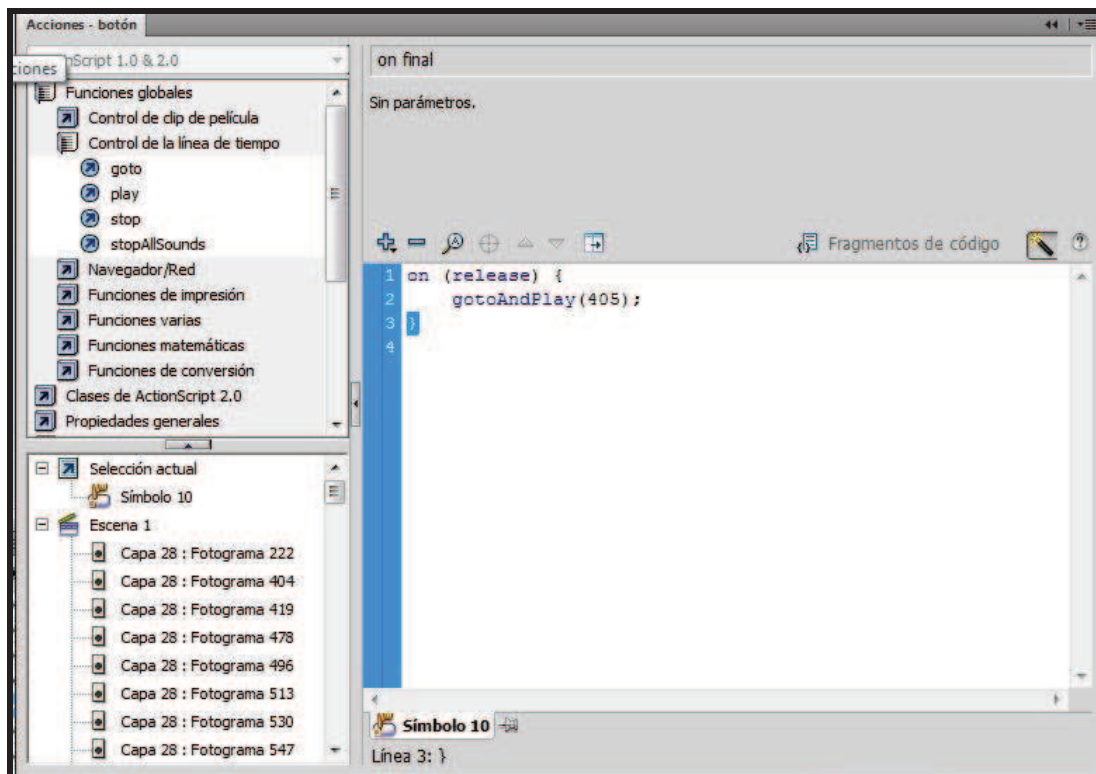 Acciones - botón
nScript 1.0 & 2.0
ciones
Funciones globales
Control de clip de película
Control de la línea de tiempo
goto
play
stop
stopAllSounds
Navegador/Red
Funciones de impresión
Funciones varias
Funciones matemáticas
Funciones de conversión
Clases de ActionScript 2.0
Propiedades generales
Selección actual
Símbolo 10
Escena 1
Capa 28 : Fotograma 222
Capa 28 : Fotograma 404
Capa 28 : Fotograma 419
Capa 28 : Fotograma 478
Capa 28 : Fotograma 496
Capa 28 : Fotograma 513
Capa 28 : Fotograma 530
Capa 28 : Fotograma 547
on final
Sin parámetros.
Fragmentos de código
1 on (release) {
2 gotoAndPlay(405);
3 }
4
Símbolo 10
Línea 3: }